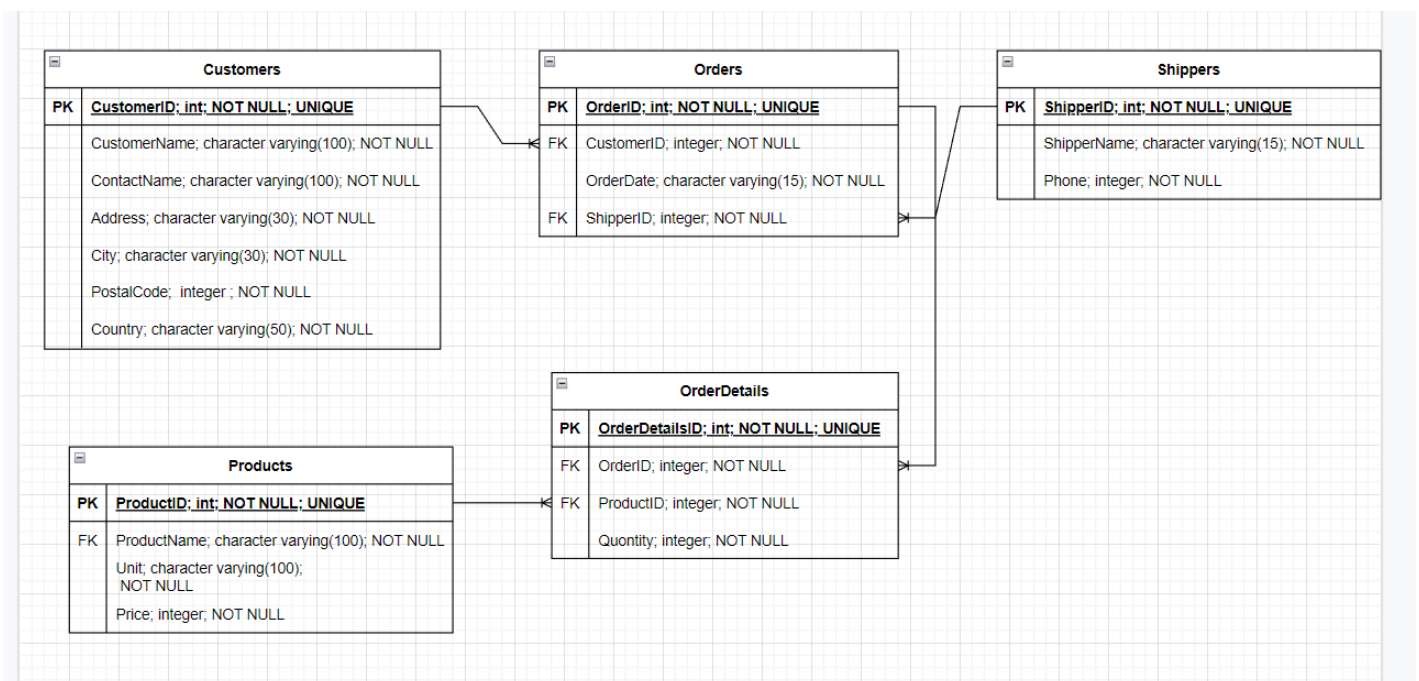 Customers
PK CustomerID; int; NOT NULL; UNIQUE
CustomerName; character varying(100); NOT NULL
ContactName; character varying(100); NOT NULL
Address; character varying(30); NOT NULL
City; character varying(30); NOT NULL
PostalCode;  integer ; NOT NULL
Country; character varying(50); NOT NULL
Orders
PK OrderID; int; NOT NULL; UNIQUE
FK CustomerID; integer; NOT NULL
OrderDate; character varying(15); NOT NULL
FK ShipperID; integer; NOT NULL
Shippers
PK ShipperID; int; NOT NULL; UNIQUE
ShipperName; character varying(15); NOT NULL
Phone; integer; NOT NULL
OrderDetails
PK OrderDetailsID; int; NOT NULL; UNIQUE
FK OrderID; integer; NOT NULL
FK ProductID; integer; NOT NULL
Quontity; integer; NOT NULL
Products
PK ProductID; int; NOT NULL; UNIQUE
FK ProductName; character varying(100); NOT NULL
Unit; character varying(100);
NOT NULL
Price; integer; NOT NULL